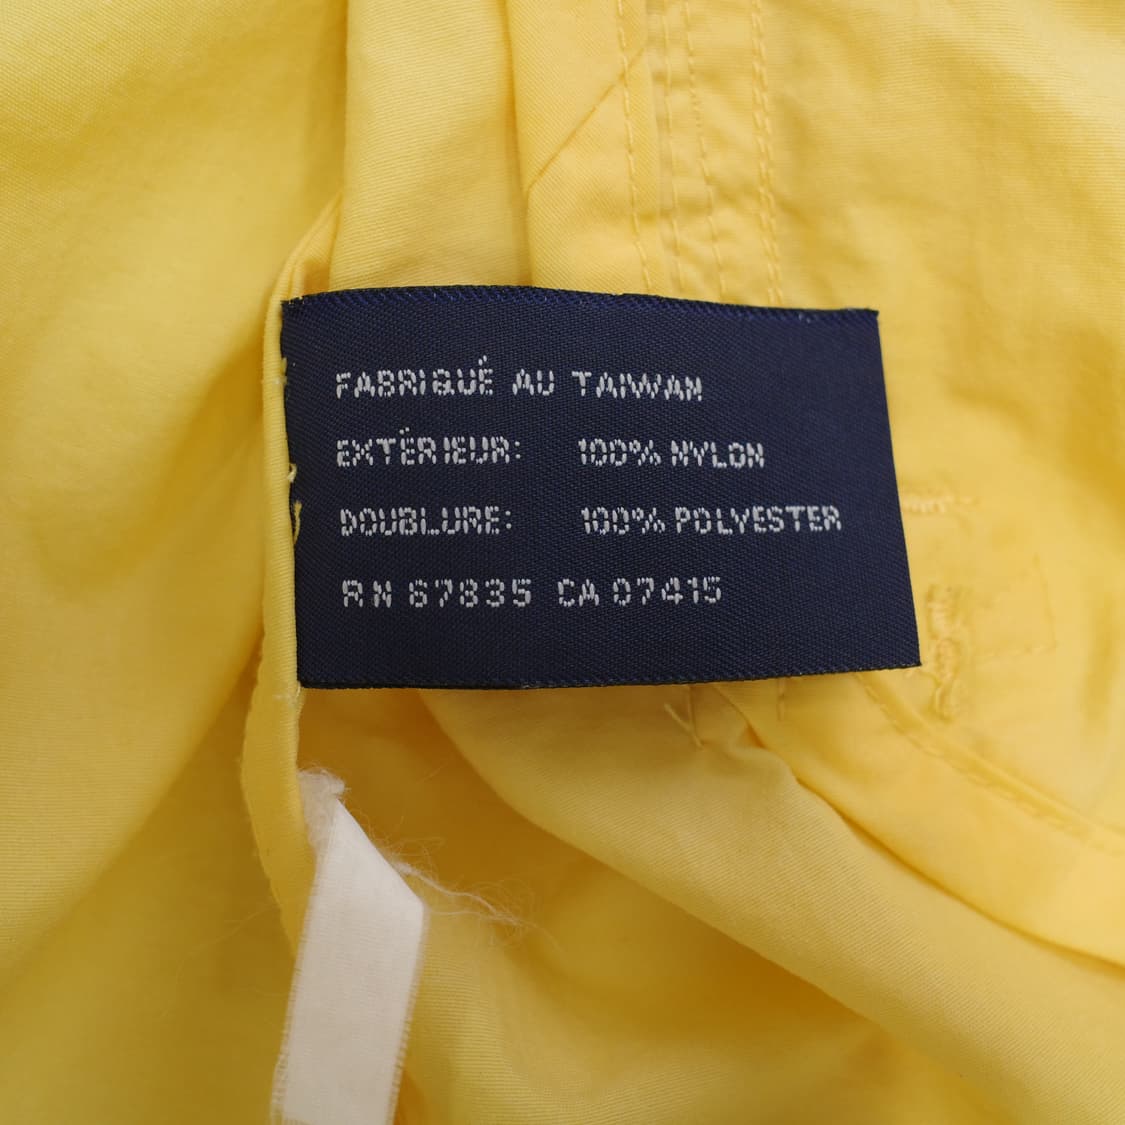 FABRIQUÉ AU TAIWAN
EXTÉRIEUR: 100% NYLON
DOUBLURE: 100% POLYESTER
RN 67835 CA 07415